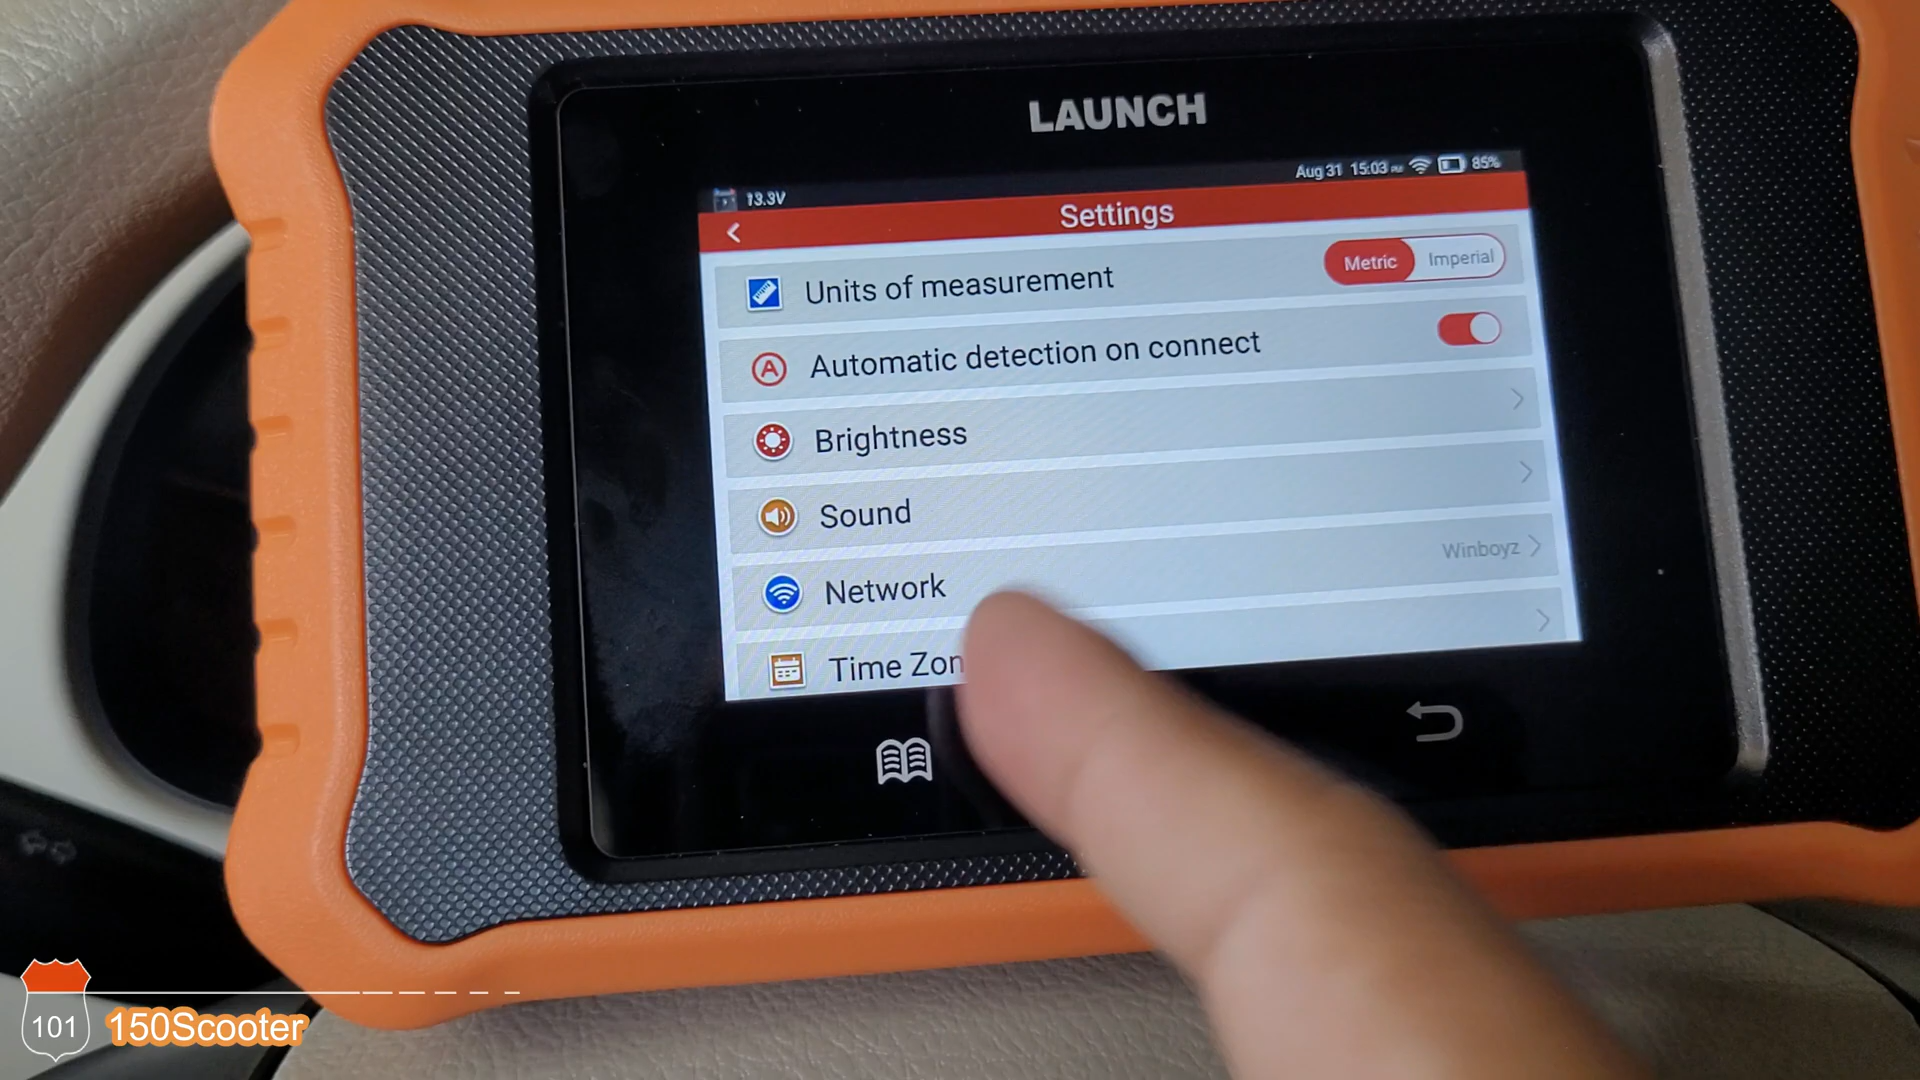 LAUNCH
13.3V
Aug 31 15:03 PM 85%
Settings
Units of measurement
Metric Imperial
Automatic detection on connect
Brightness
Sound
Network
Winboyz
Time Zon
101
150Scooter